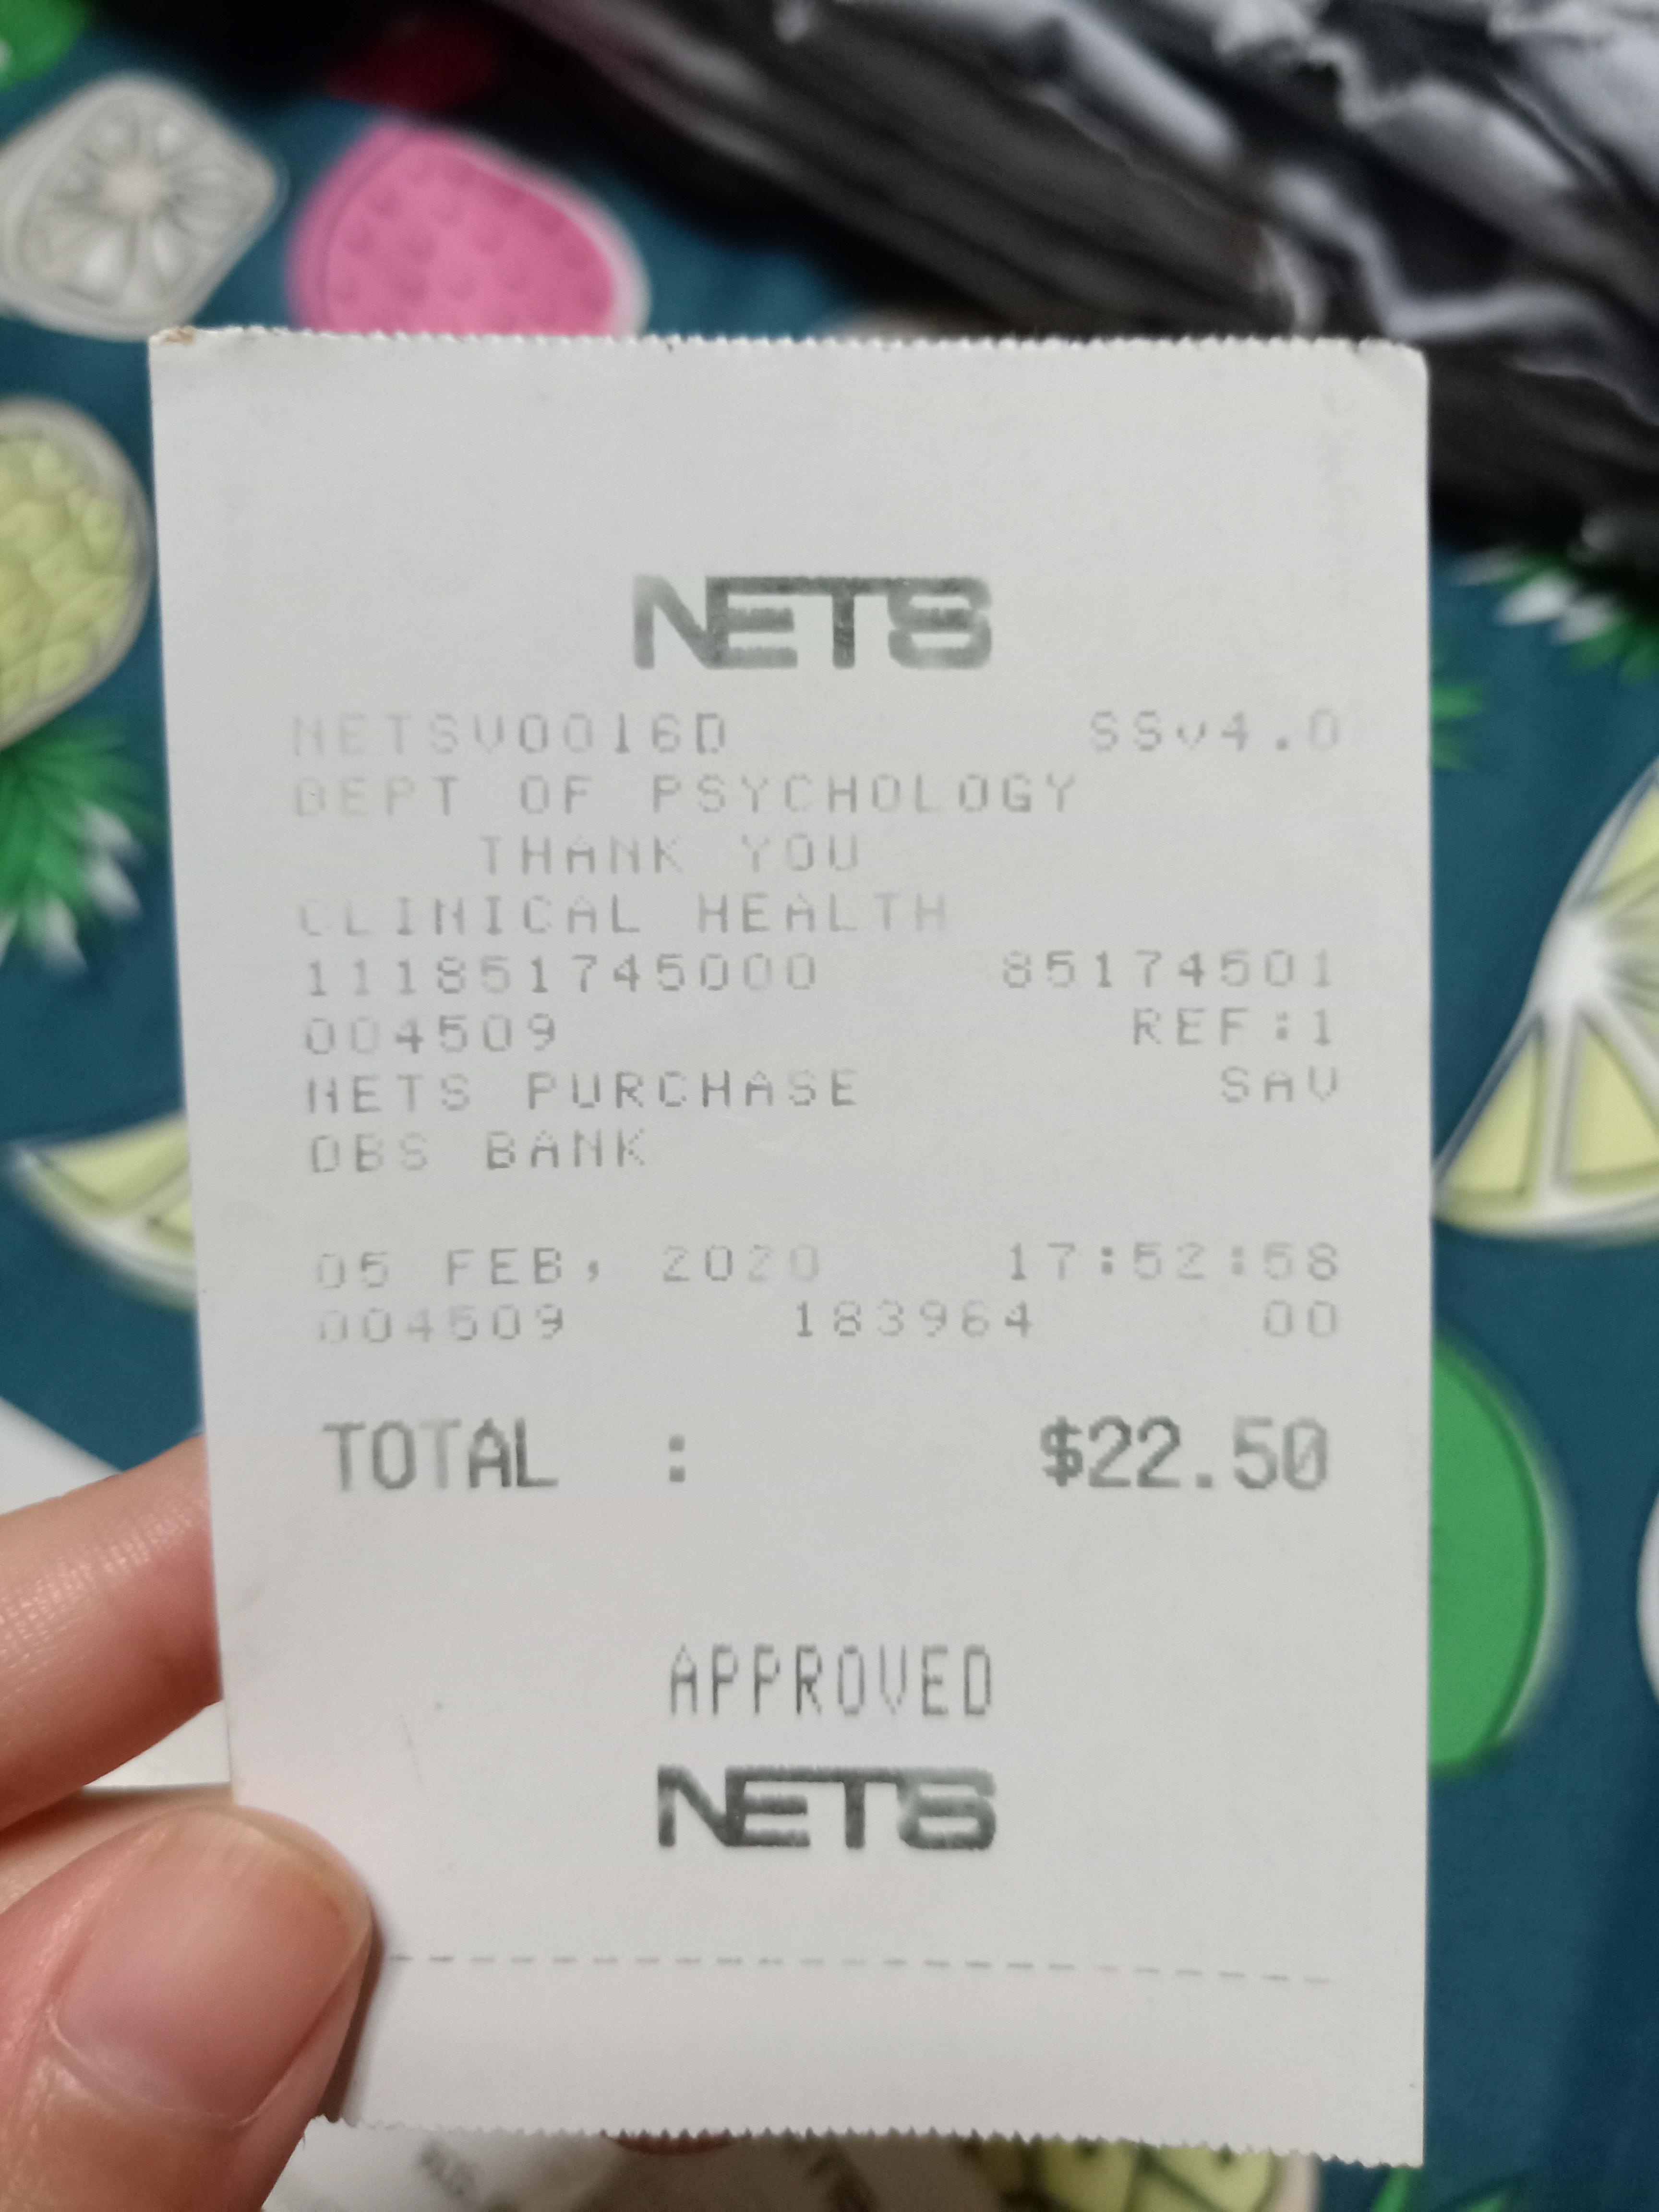 NETS
NETSV0016D SSv4.0
DEPT OF PSYCHOLOGY
THANK YOU
CLINICAL HEALTH
111851745000 85174501
004509 REF:1
NETS PURCHASE SAV
DBS BANK
05 FEB, 2020 17:52:58
004509 183964 00
TOTAL : $22.50
APPROVED
NETS